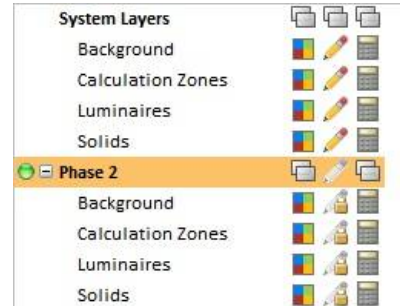 System Layers
Background
Calculation Zones
Luminaires
Solids
Phase 2
Background
Calculation Zones
Luminaires
Solids